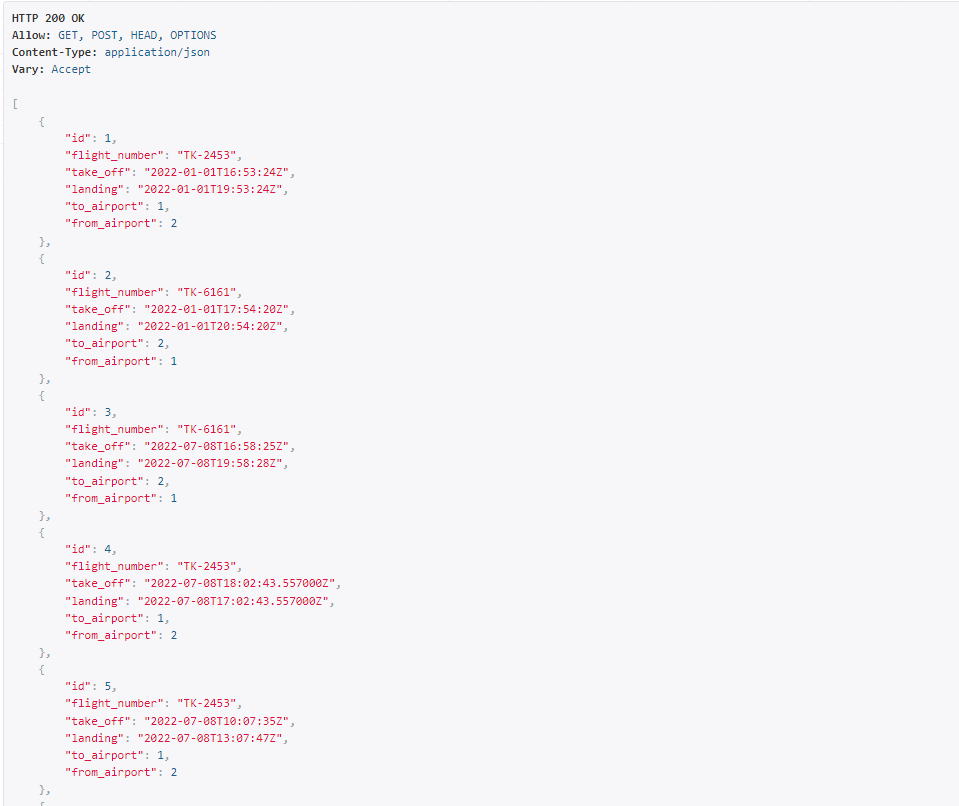 HTTP 200 OK
Allow: GET, POST, HEAD, OPTIONS
Content-Type: application/json
Vary: Accept
[
{
"id": 1,
"flight_number": "TK-2453",
"take_off": "2022-01-01T16:53:24Z",
"landing": "2022-01-01T19:53:24Z",
"to_airport": 1,
"from_airport": 2
},
{
"id": 2,
"flight_number": "TK-6161",
"take_off": "2022-01-01T17:54:20Z",
"landing": "2022-01-01T20:54:20Z",
"to_airport": 2,
"from_airport": 1
},
{
"id": 3,
"flight_number": "TK-6161",
"take_off": "2022-07-08T16:58:25Z",
"landing": "2022-07-08T19:58:28Z",
"to_airport": 2,
"from_airport": 1
},
{
"id": 4,
"flight_number": "TK-2453",
"take_off": "2022-07-08T18:02:43.557000Z",
"landing": "2022-07-08T17:02:43.557000Z",
"to_airport": 1,
"from_airport": 2
},
{
"id": 5,
"flight_number": "TK-2453",
"take_off": "2022-07-08T10:07:35Z",
"landing": "2022-07-08T13:07:47Z",
"to_airport": 1,
"from_airport": 2
},
{